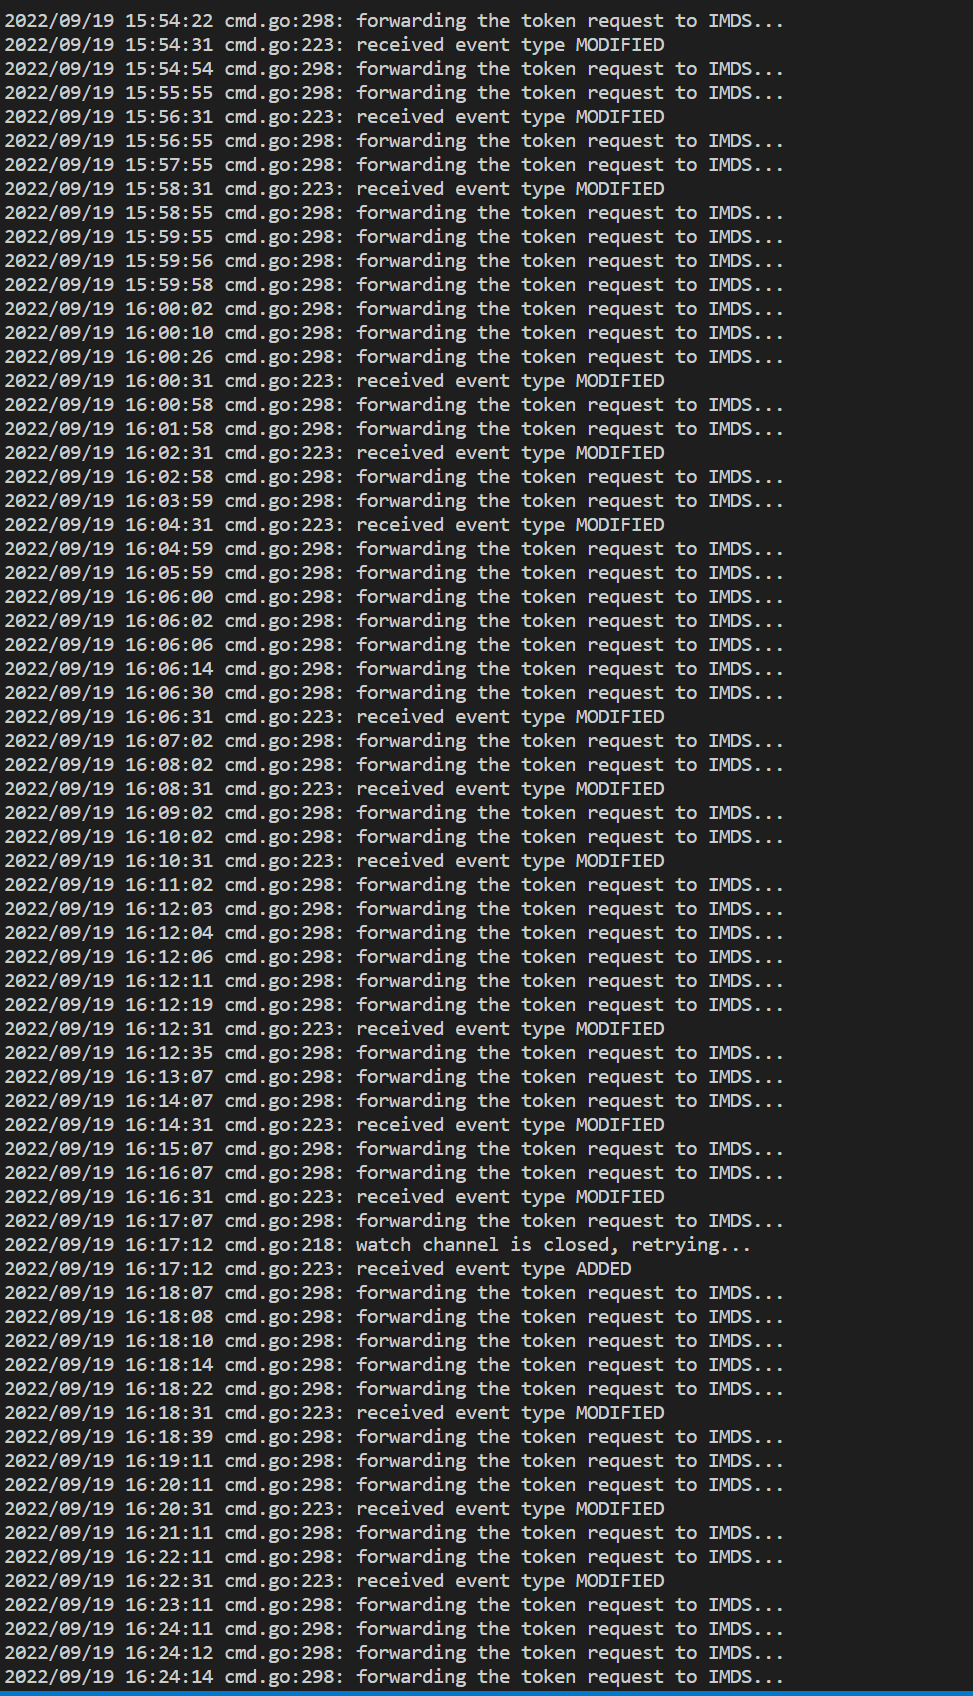 2022/09/19 15:54:22 cmd.go:298: forwarding the token request to IMDS...
2022/09/19 15:54:31 cmd.go:223: received event type MODIFIED
2022/09/19 15:54:54 cmd.go:298: forwarding the token request to IMDS...
2022/09/19 15:55:55 cmd.go:298: forwarding the token request to IMDS...
2022/09/19 15:56:31 cmd.go:223: received event type MODIFIED
2022/09/19 15:56:55 cmd.go:298: forwarding the token request to IMDS...
2022/09/19 15:57:55 cmd.go:298: forwarding the token request to IMDS...
2022/09/19 15:58:31 cmd.go:223: received event type MODIFIED
2022/09/19 15:58:55 cmd.go:298: forwarding the token request to IMDS...
2022/09/19 15:59:55 cmd.go:298: forwarding the token request to IMDS...
2022/09/19 15:59:56 cmd.go:298: forwarding the token request to IMDS...
2022/09/19 15:59:58 cmd.go:298: forwarding the token request to IMDS...
2022/09/19 16:00:02 cmd.go:298: forwarding the token request to IMDS...
2022/09/19 16:00:10 cmd.go:298: forwarding the token request to IMDS...
2022/09/19 16:00:26 cmd.go:298: forwarding the token request to IMDS...
2022/09/19 16:00:31 cmd.go:223: received event type MODIFIED
2022/09/19 16:00:58 cmd.go:298: forwarding the token request to IMDS...
2022/09/19 16:01:58 cmd.go:298: forwarding the token request to IMDS...
2022/09/19 16:02:31 cmd.go:223: received event type MODIFIED
2022/09/19 16:02:58 cmd.go:298: forwarding the token request to IMDS...
2022/09/19 16:03:59 cmd.go:298: forwarding the token request to IMDS...
2022/09/19 16:04:31 cmd.go:223: received event type MODIFIED
2022/09/19 16:04:59 cmd.go:298: forwarding the token request to IMDS...
2022/09/19 16:05:59 cmd.go:298: forwarding the token request to IMDS...
2022/09/19 16:06:00 cmd.go:298: forwarding the token request to IMDS...
2022/09/19 16:06:02 cmd.go:298: forwarding the token request to IMDS...
2022/09/19 16:06:06 cmd.go:298: forwarding the token request to IMDS...
2022/09/19 16:06:14 cmd.go:298: forwarding the token request to IMDS...
2022/09/19 16:06:30 cmd.go:298: forwarding the token request to IMDS...
2022/09/19 16:06:31 cmd.go:223: received event type MODIFIED
2022/09/19 16:07:02 cmd.go:298: forwarding the token request to IMDS...
2022/09/19 16:08:02 cmd.go:298: forwarding the token request to IMDS...
2022/09/19 16:08:31 cmd.go:223: received event type MODIFIED
2022/09/19 16:09:02 cmd.go:298: forwarding the token request to IMDS...
2022/09/19 16:10:02 cmd.go:298: forwarding the token request to IMDS...
2022/09/19 16:10:31 cmd.go:223: received event type MODIFIED
2022/09/19 16:11:02 cmd.go:298: forwarding the token request to IMDS...
2022/09/19 16:12:03 cmd.go:298: forwarding the token request to IMDS...
2022/09/19 16:12:04 cmd.go:298: forwarding the token request to IMDS...
2022/09/19 16:12:06 cmd.go:298: forwarding the token request to IMDS...
2022/09/19 16:12:11 cmd.go:298: forwarding the token request to IMDS...
2022/09/19 16:12:19 cmd.go:298: forwarding the token request to IMDS...
2022/09/19 16:12:31 cmd.go:223: received event type MODIFIED
2022/09/19 16:12:35 cmd.go:298: forwarding the token request to IMDS...
2022/09/19 16:13:07 cmd.go:298: forwarding the token request to IMDS...
2022/09/19 16:14:07 cmd.go:298: forwarding the token request to IMDS...
2022/09/19 16:14:31 cmd.go:223: received event type MODIFIED
2022/09/19 16:15:07 cmd.go:298: forwarding the token request to IMDS...
2022/09/19 16:16:07 cmd.go:298: forwarding the token request to IMDS...
2022/09/19 16:16:31 cmd.go:223: received event type MODIFIED
2022/09/19 16:17:07 cmd.go:298: forwarding the token request to IMDS...
2022/09/19 16:17:12 cmd.go:218: watch channel is closed, retrying...
2022/09/19 16:17:12 cmd.go:223: received event type ADDED
2022/09/19 16:18:07 cmd.go:298: forwarding the token request to IMDS...
2022/09/19 16:18:08 cmd.go:298: forwarding the token request to IMDS...
2022/09/19 16:18:10 cmd.go:298: forwarding the token request to IMDS...
2022/09/19 16:18:14 cmd.go:298: forwarding the token request to IMDS...
2022/09/19 16:18:22 cmd.go:298: forwarding the token request to IMDS...
2022/09/19 16:18:31 cmd.go:223: received event type MODIFIED
2022/09/19 16:18:39 cmd.go:298: forwarding the token request to IMDS...
2022/09/19 16:19:11 cmd.go:298: forwarding the token request to IMDS...
2022/09/19 16:20:11 cmd.go:298: forwarding the token request to IMDS...
2022/09/19 16:20:31 cmd.go:223: received event type MODIFIED
2022/09/19 16:21:11 cmd.go:298: forwarding the token request to IMDS...
2022/09/19 16:22:11 cmd.go:298: forwarding the token request to IMDS...
2022/09/19 16:22:31 cmd.go:223: received event type MODIFIED
2022/09/19 16:23:11 cmd.go:298: forwarding the token request to IMDS...
2022/09/19 16:24:11 cmd.go:298: forwarding the token request to IMDS...
2022/09/19 16:24:12 cmd.go:298: forwarding the token request to IMDS...
2022/09/19 16:24:14 cmd.go:298: forwarding the token request to IMDS...